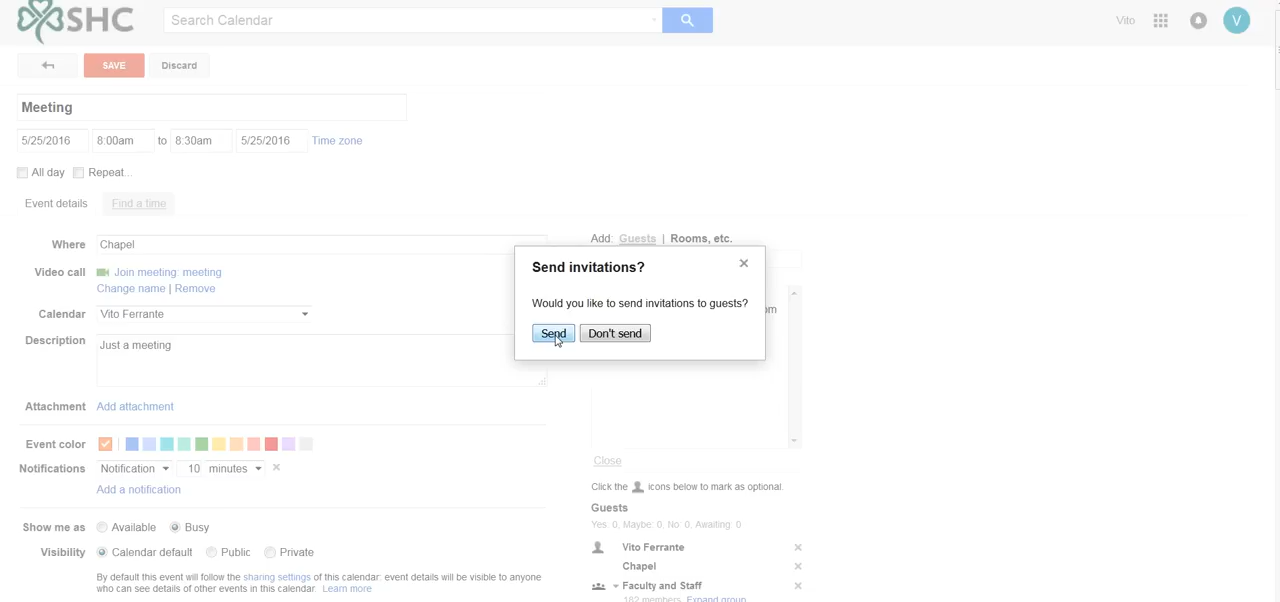 SHC
Search Calendar
Vito
V
SAVE
Discard
Meeting
5/25/2016 8:00am to 8:30am 5/25/2016 Time zone
All day Repeat...
Event details Find a time
Where Chapel
Video call Join meeting: meeting
Change name | Remove
Calendar Vito Ferrante
Description Just a meeting
Attachment Add attachment
Event color
Notifications Notification 10 minutes
Add a notification
Show me as Available Busy
Visibility Calendar default Public Private
By default this event will follow the sharing settings of this calendar: event details will be visible to anyone
who can see details of other events in this calendar. Learn more
Add: Guests | Rooms, etc.
Send invitations?
Would you like to send invitations to guests?
Send Don't send
om
Close
Click the icons below to mark as optional.
Guests
Yes: 0, Maybe: 0, No: 0, Awaiting: 0
Vito Ferrante
Chapel
Faculty and Staff
182 members Expand group